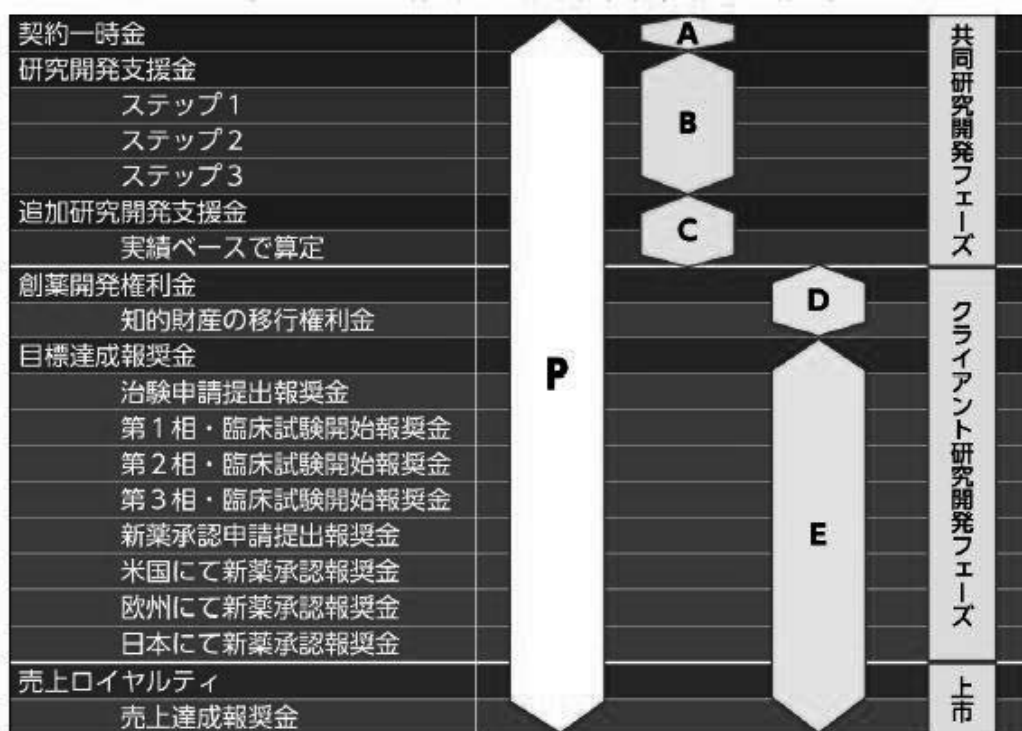 契約一時金
研究開発支援金
ステップ1
ステップ2
ステップ3
追加研究開発支援金
実績ベースで算定
創薬開発権利金
知的財産の移行権利金
目標達成報奨金
治験申請提出報奨金
第1相・臨床試験開始報奨金
第2相・臨床試験開始報奨金
第3相・臨床試験開始報奨金
新薬承認申請提出報奨金
米国にて新薬承認報奨金
欧州にて新薬承認報奨金
日本にて新薬承認報奨金
売上ロイヤルティ
売上達成報奨金
P
A
B
C
D
E
共同研究開発フェーズ
クライアント研究開発フェーズ
上市